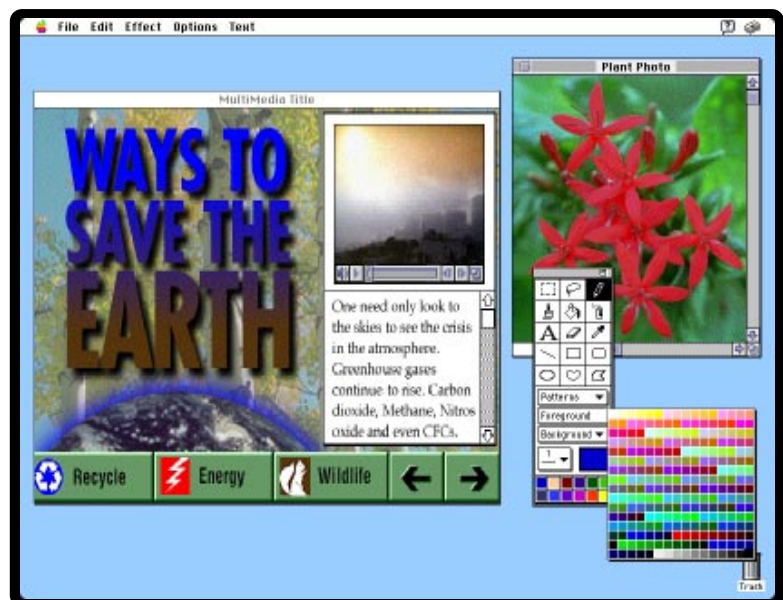 File Edit Effect Options Text
MultiMedia Title
WAYS TO
SAVE THE
EARTH
One need only look to
the skies to see the crisis
in the atmosphere.
Greenhouse gases
continue to rise. Carbon
dioxide, Methane, Nitros
oxide and even CFCs.
Recycle
Energy
Wildlife
Plant Photo
A
Patterns
Foreground
Background
1
Trash